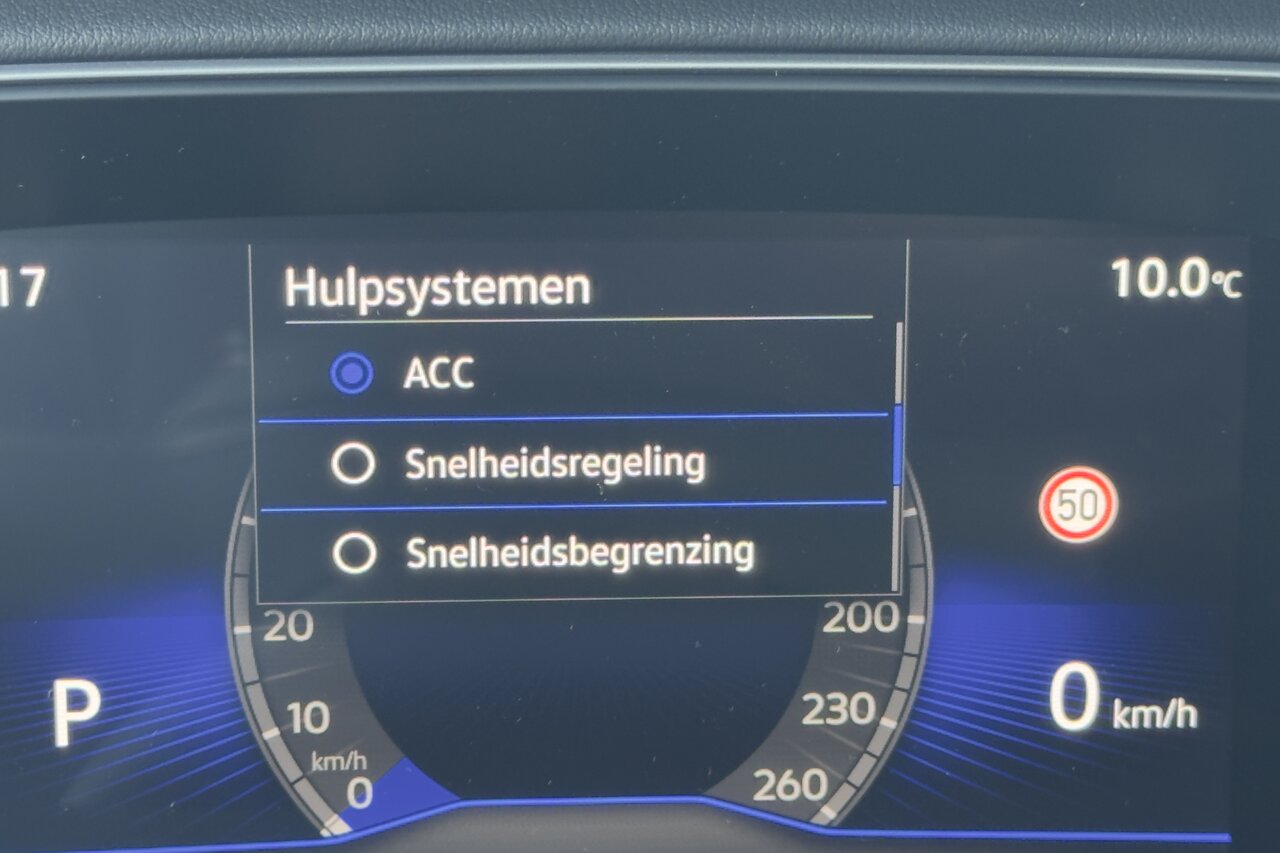 17
Hulpsystemen
10.0°C
ACC
Snelheidsregeling
50
Snelheidsbegrenzing
20
200
P
10
230
0 km/h
km/h
0
260